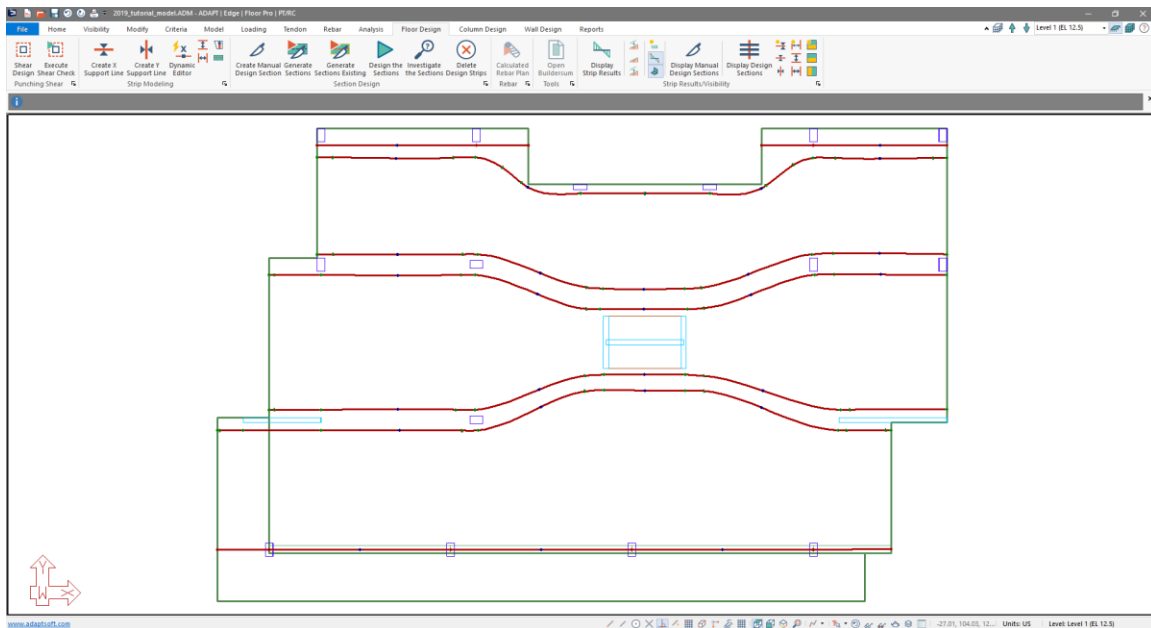 2019_tutorial_model.ADM - ADAPT | Edge | Floor Pro | PT/RC
File Home Visibility Modify Criteria Model Loading Tendon Rebar Analysis Floor Design Column Design Wall Design Reports
Level 1 (EL 12.5)
Shear Execute Create X Create Y Dynamic Create Manual Generate Generate Design the Investigate Delete Calculated Open Display Display Manual Display Design
Design Shear Check Support Line Support Line Editor Design Section Sections Sections Existing Sections the Sections Design Strips Rebar Plan Buildersum Strip Results Design Sections Sections
Punching Shear Strip Modeling Section Design Rebar Tools Strip Results/Visibility
Y
W X
www.adaptsoft.com
-27.01, 104.03, 12... Units: US Level: Level 1 (EL 12.5)